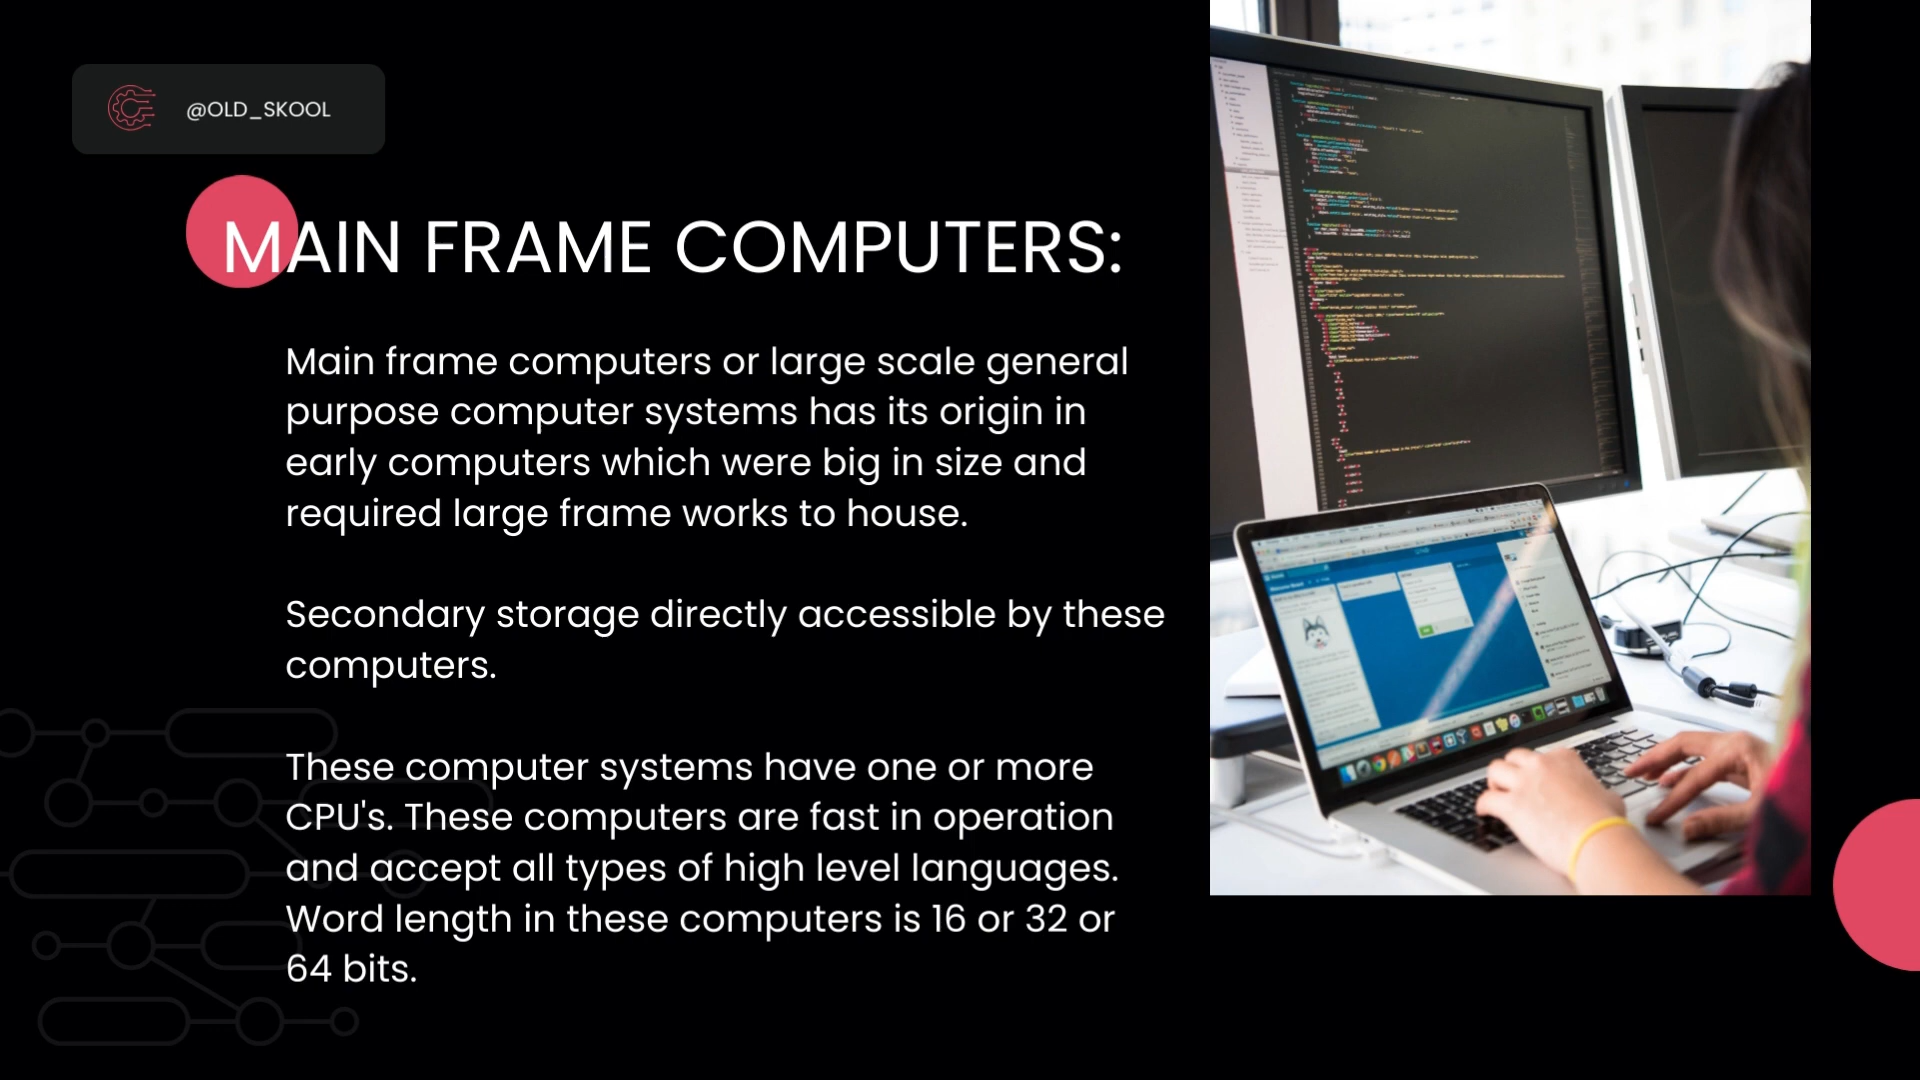 @OLD_SKOOL
MAIN FRAME COMPUTERS:
Main frame computers or large scale general
purpose computer systems has its origin in
early computers which were big in size and
required large frame works to house.
Secondary storage directly accessible by these
computers.
These computer systems have one or more
CPU's. These computers are fast in operation
and accept all types of high level languages.
Word length in these computers is 16 or 32 or
64 bits.